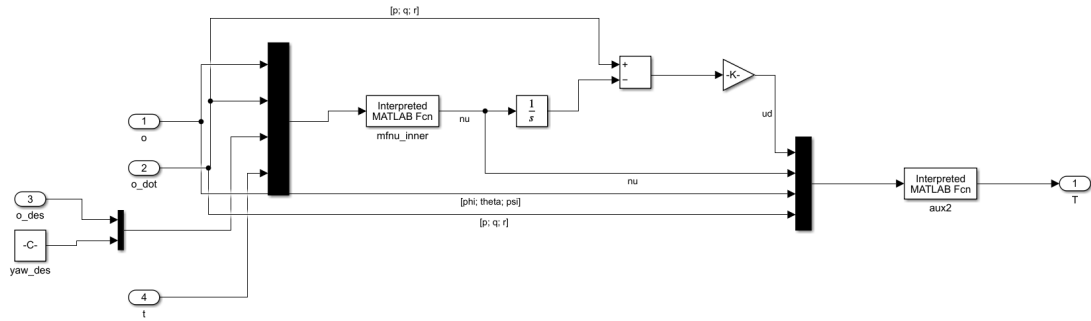 [p; q; r]
+
−
-K-
1
o
Interpreted
MATLAB Fcn
mfnu_inner
nu
1
s
ud
2
o_dot
nu
3
o_des
[phi; theta; psi]
Interpreted
MATLAB Fcn
aux2
1
T
[p; q; r]
-C-
yaw_des
4
t